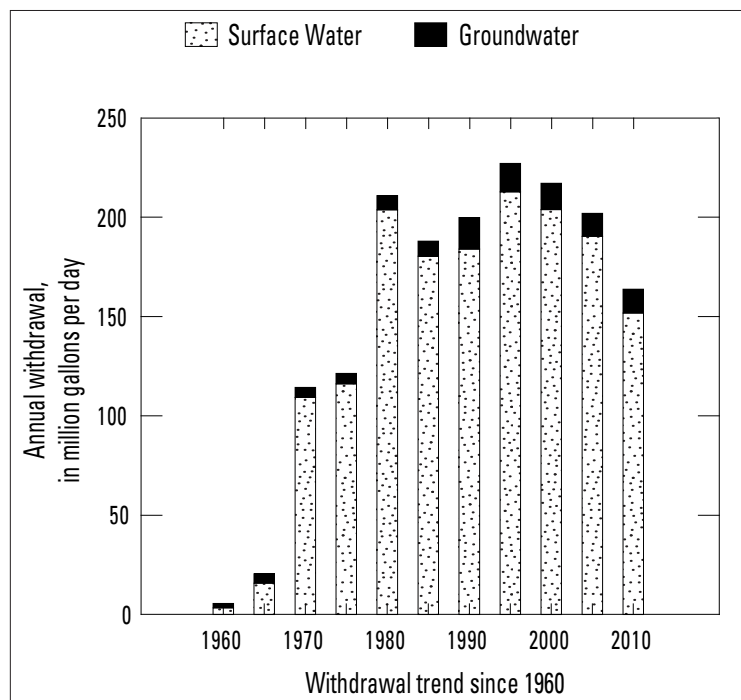 Surface Water Groundwater
250
200
150
100
50
0
Annual withdrawal,
in million gallons per day
1960 1970 1980 1990 2000 2010
Withdrawal trend since 1960